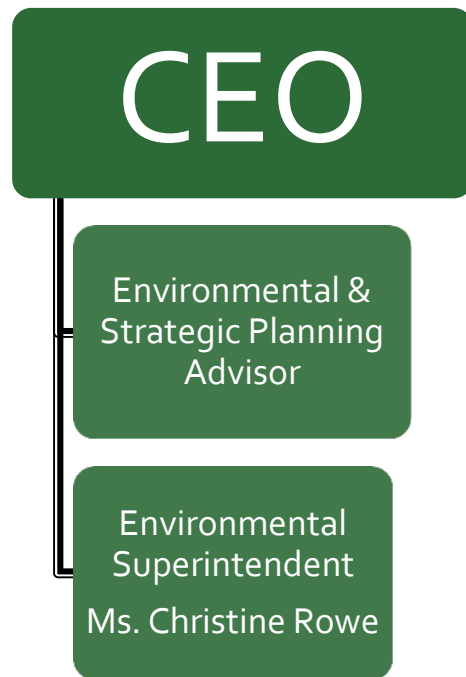 CEO
Environmental &
Strategic Planning
Advisor
Environmental
Superintendent
Ms. Christine Rowe